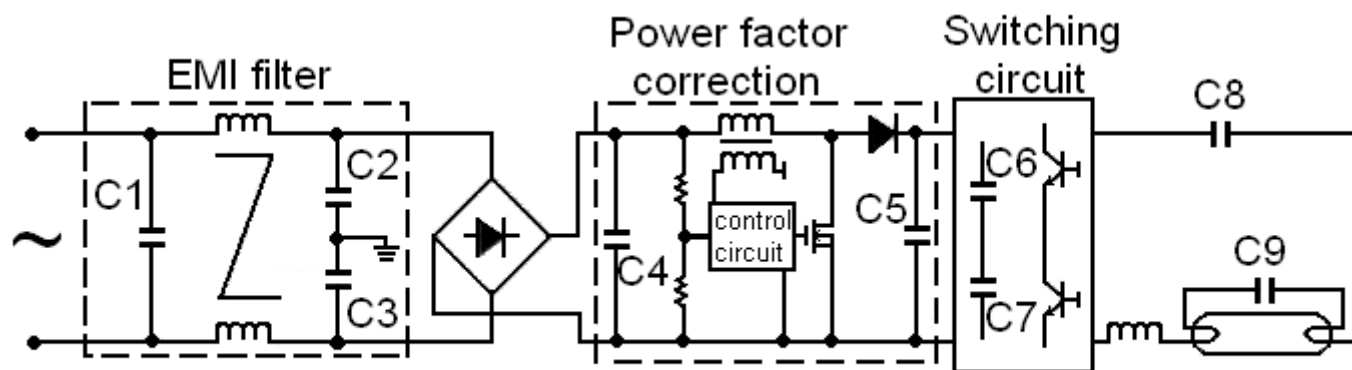 EMI filter
Power factor
correction
Switching
circuit
C1
C2
C3
C4
control
circuit
C5
C6
C7
C8
C9